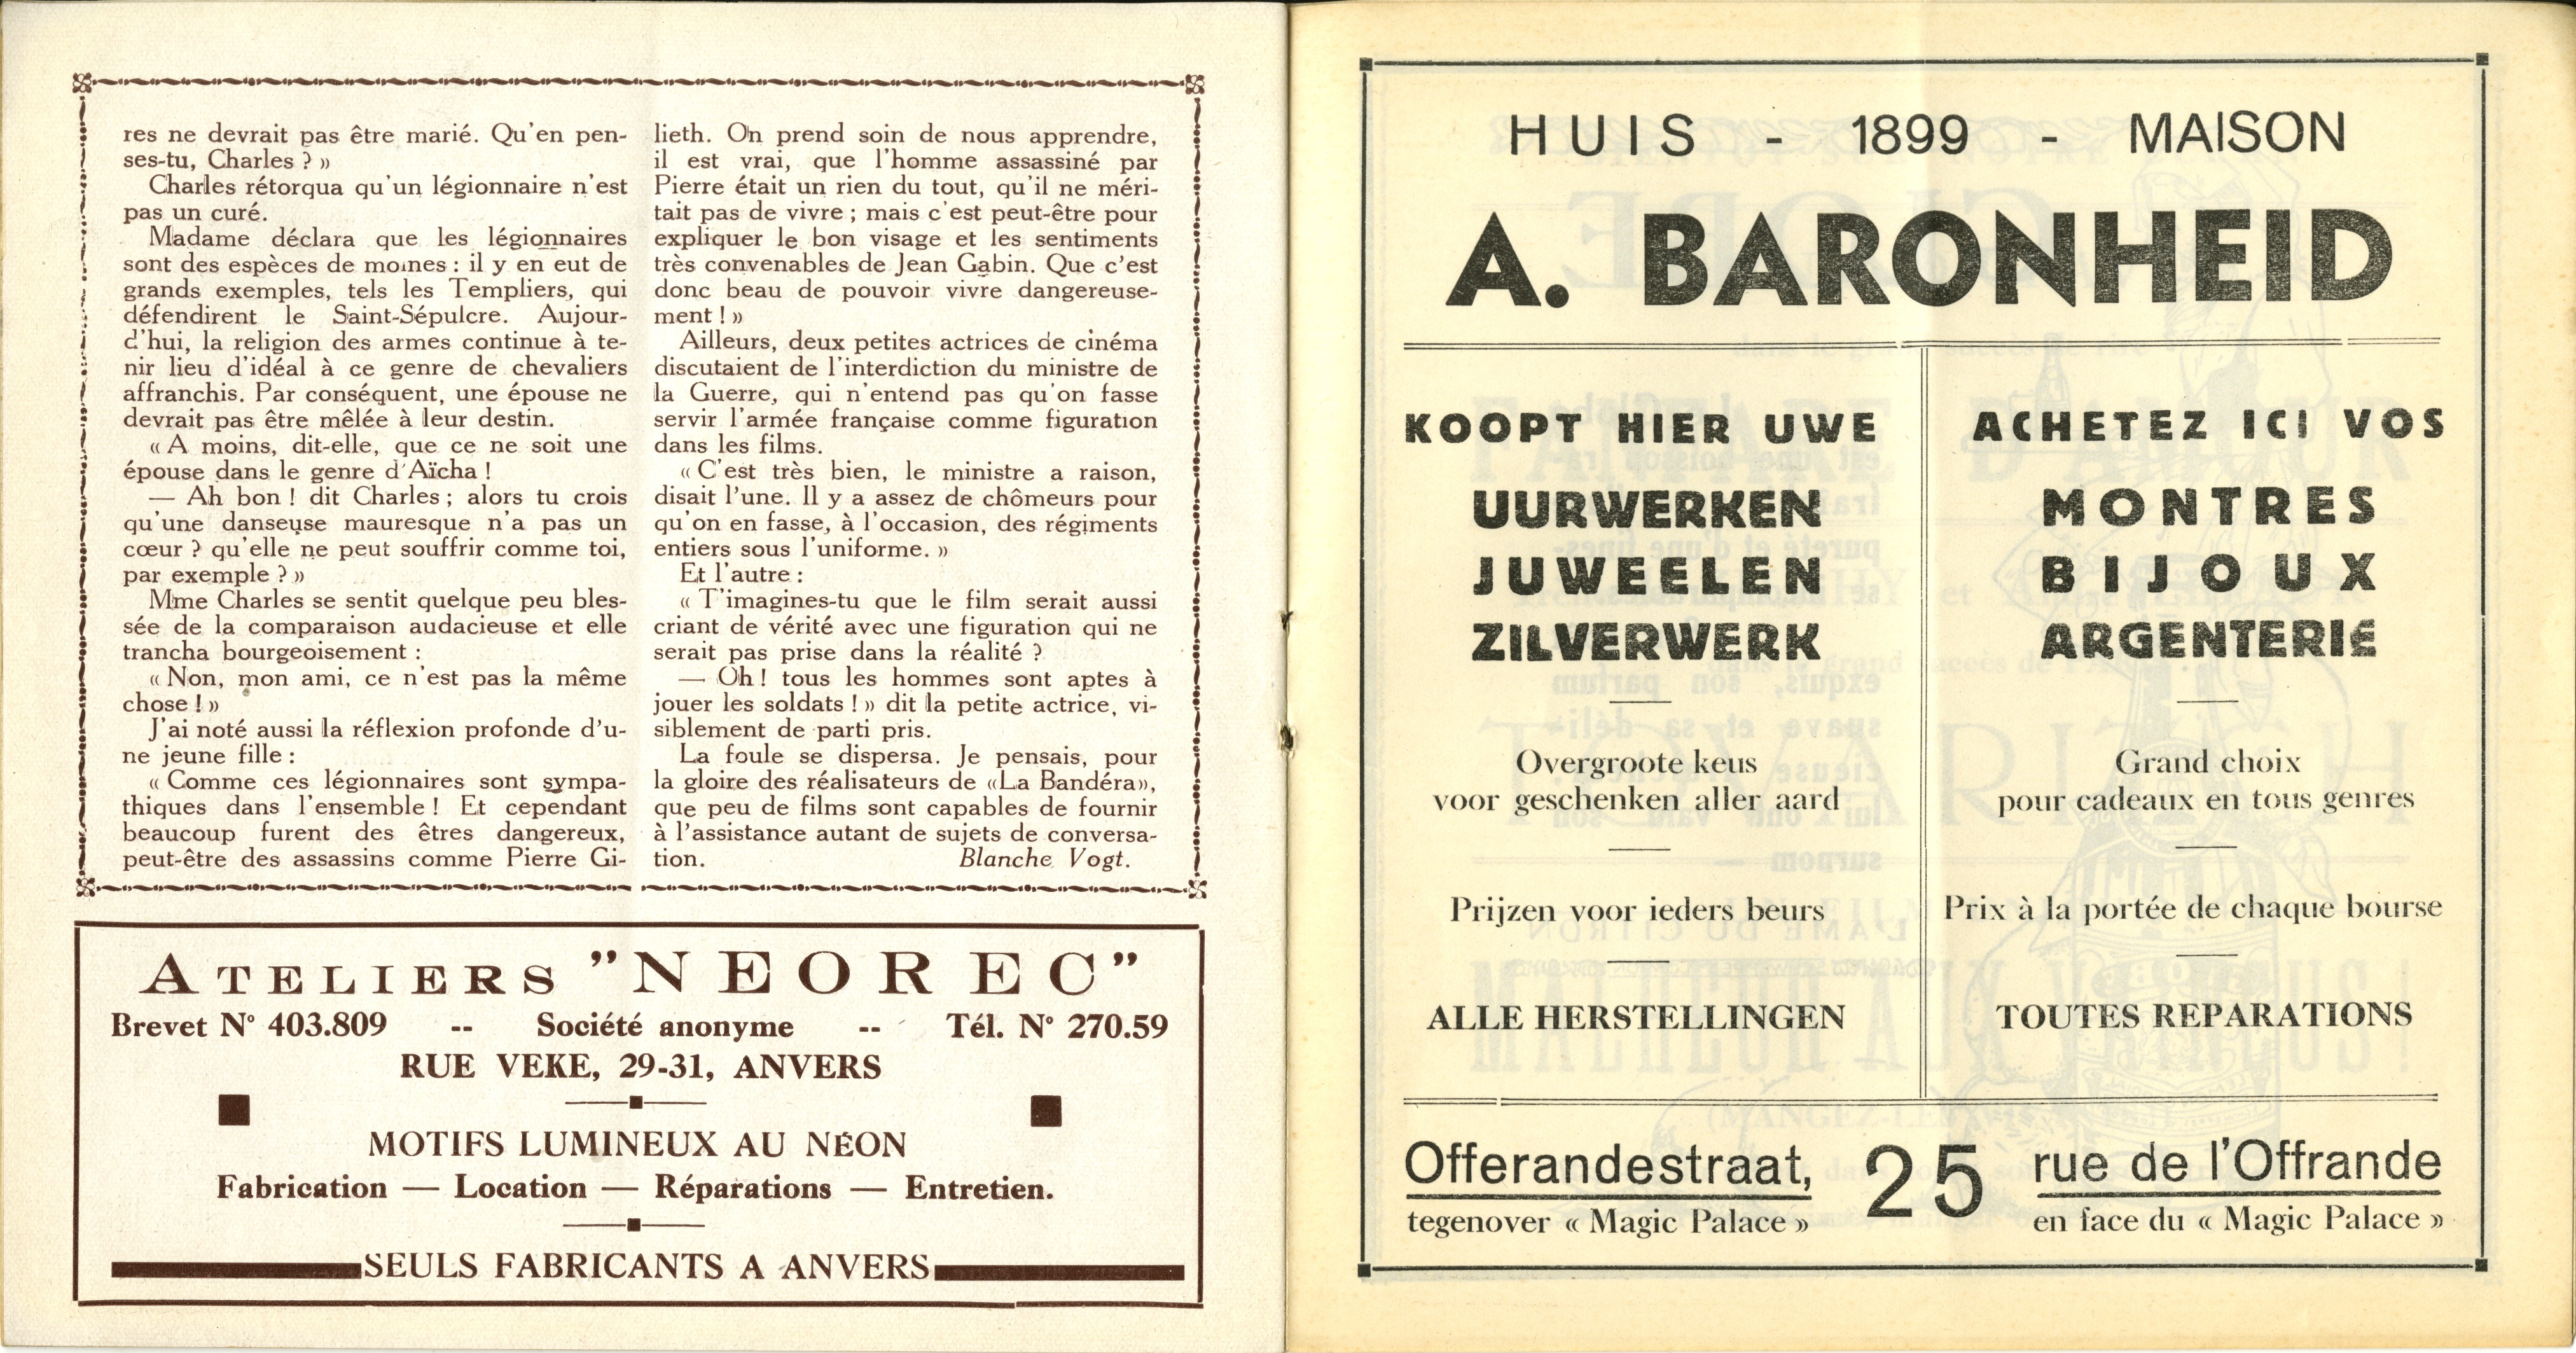 res ne devrait pas être marié. Qu'en pen-
ses-tu, Charles ? »
Charles rétorqua qu'un légionnaire n'est
pas un curé.
Madame déclara que les légionnaires
sont des espèces de moines : il y en eut de
grands exemples, tels les Templiers, qui
défendirent le Saint-Sépulcre. Aujour-
d'hui, la religion des armes continue à te-
nir lieu d'idéal à ce genre de chevaliers
affranchis. Par conséquent, une épouse ne
devrait pas être mêlée à leur destin.
« A moins, dit-elle, que ce ne soit une
épouse dans le genre d'Aïcha !
— Ah bon ! dit Charles ; alors tu crois
qu'une danseuse mauresque n'a pas un
cœur ? qu'elle ne peut souffrir comme toi,
par exemple ? »
Mme Charles se sentit quelque peu bles-
sée de la comparaison audacieuse et elle
trancha bourgeoisement :
« Non, mon ami, ce n'est pas la même
chose ! »
J'ai noté aussi la réflexion profonde d'u-
ne jeune fille :
« Comme ces légionnaires sont sympa-
thiques dans l'ensemble ! Et cependant
beaucoup furent des êtres dangereux,
peut-être des assassins comme Pierre Gi-
lieth. On prend soin de nous apprendre,
il est vrai, que l'homme assassiné par
Pierre était un rien du tout, qu'il ne méri-
tait pas de vivre ; mais c'est peut-être pour
expliquer le bon visage et les sentiments
très convenables de Jean Gabin. Que c'est
donc beau de pouvoir vivre dangereuse-
ment ! »
Ailleurs, deux petites actrices de cinéma
discutaient de l'interdiction du ministre de
la Guerre, qui n'entend pas qu'on fasse
servir l'armée française comme figuration
dans les films.
« C'est très bien, le ministre a raison,
disait l'une. Il y a assez de chômeurs pour
qu'on en fasse, à l'occasion, des régiments
entiers sous l'uniforme. »
Et l'autre :
« T'imagines-tu que le film serait aussi
criant de vérité avec une figuration qui ne
serait pas prise dans la réalité ?
— Oh ! tous les hommes sont aptes à
jouer les soldats ! » dit la petite actrice, vi-
siblement de parti pris.
La foule se dispersa. Je pensais, pour
la gloire des réalisateurs de «La Bandéra»,
que peu de films sont capables de fournir
à l'assistance autant de sujets de conversa-
tion. Blanche Vogt.
ATELIERS "NEOREC"
Brevet N° 403.809 -- Société anonyme -- Tél. N° 270.59
RUE VEKE, 29-31, ANVERS
MOTIFS LUMINEUX AU NÉON
Fabrication — Location — Réparations — Entretien.
SEULS FABRICANTS A ANVERS
HUIS - 1899 - MAISON
A. BARONHEID
KOOPT HIER UWE
UURWERKEN
JUWEELEN
ZILVERWERK
Overgroote keus
voor geschenken aller aard
Prijzen voor ieders beurs
ALLE HERSTELLINGEN
ACHETEZ ICI VOS
MONTRES
BIJOUX
ARGENTERIE
Grand choix
pour cadeaux en tous genres
Prix à la portée de chaque bourse
TOUTES REPARATIONS
Offerandestraat, 25 rue de l'Offrande
tegenover « Magic Palace » en face du « Magic Palace »